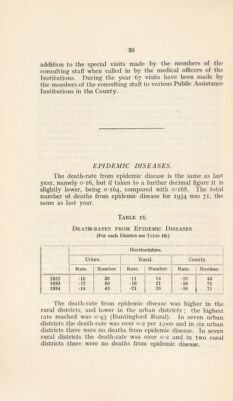 30
addition to the special visits made by the members of the
consulting staff when called in by the medical officers of the
Institutions. During the year 67 visits have been made by
the members of the consulting staff to various Public Assistance
Institutions in the County.
EPIDEMIC DISEASES.
The death-rate from epidemic disease is the same as last
year, namely 0·16, but if taken to a further decimal figure it is
slightly lower, being 0·164, compared with 0·168. The total
number of deaths from epidemic disease for 1934 was 71, the
same as last year.
TABLE 16.
DEATH-RATES FROM EPIDEMIC DISEASES
(For each District see Table 18.)
Hertfordshire.
Urban. Rural. County.
Rate. Number. Rate. Number. Rate. Number.
1932 ·10 30 ·11 14 ·10 44
1933 ·17 50 ·16 21 ·16 71
1934 ·14 43 ·21 28 ·16 71
The death-rate from epidemic disease was higher in the
rural districts, and lower in the urban districts; the highest
rate reached was 0·43 (Buntingford Rural). In seven urban
districts the death-rate was over 0·2 per 1,000 and in six urban
districts there were no deaths from epidemic disease. In seven
rural districts the death-rate was over 0·2 and in two rural
districts there were no deaths from epidemic disease.